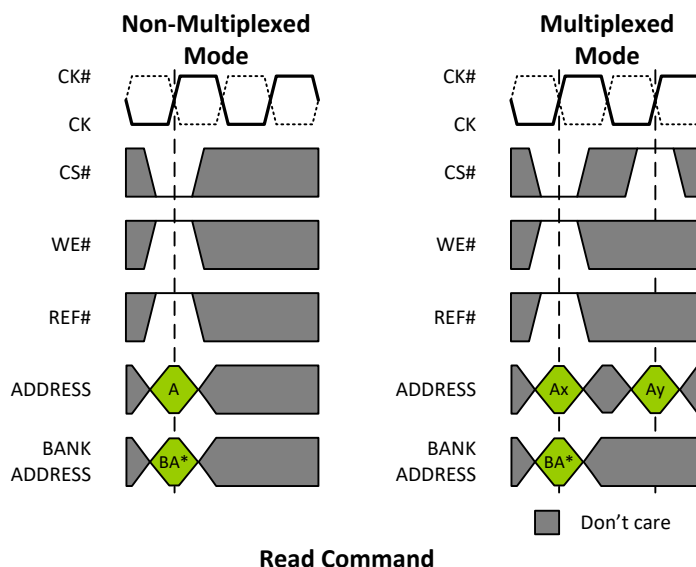 Non-Multiplexed
Mode
CK#
CK
CS#
WE#
REF#
ADDRESS
A
BANK
ADDRESS
BA*
Multiplexed
Mode
CK#
CK
CS#
WE#
REF#
ADDRESS
Ax
Ay
BANK
ADDRESS
BA*
Don't care
Read Command